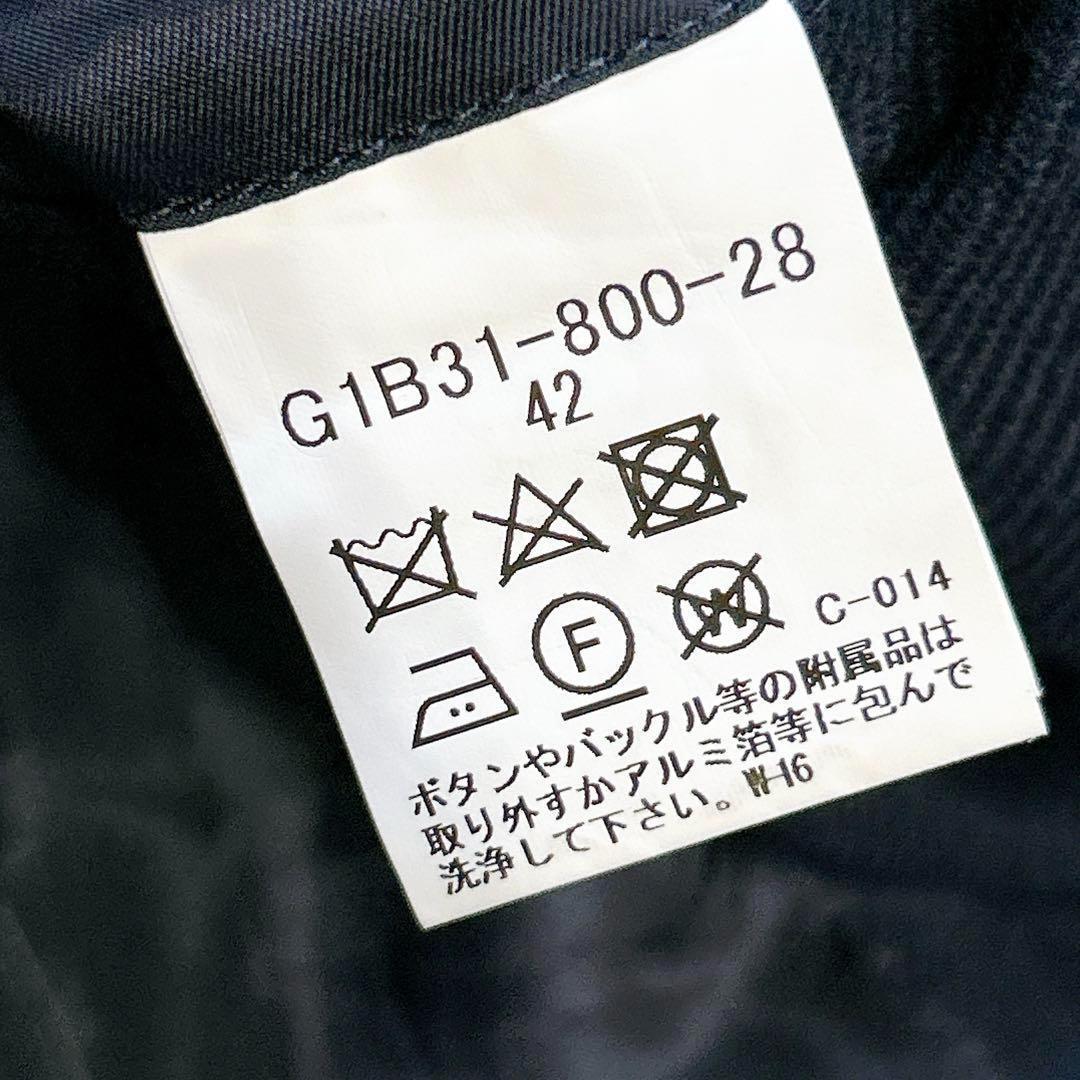 G1B31-800-28
42
F
W
C-014
ボタンやバックル等の附属品は
取り外すかアルミ箔等に包んで
洗浄して下さい。W-16